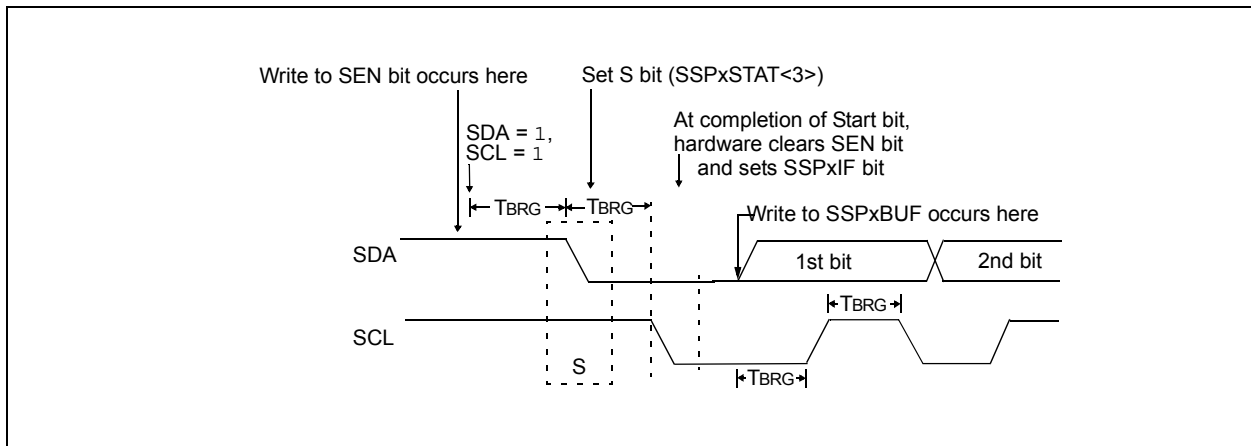 Write to SEN bit occurs here
Set S bit (SSPxSTAT<3>)
SDA = 1,
SCL = 1
At completion of Start bit,
hardware clears SEN bit
and sets SSPxIF bit
TBRG
TBRG
Write to SSPxBUF occurs here
SDA
1st bit
2nd bit
TBRG
SCL
S
TBRG